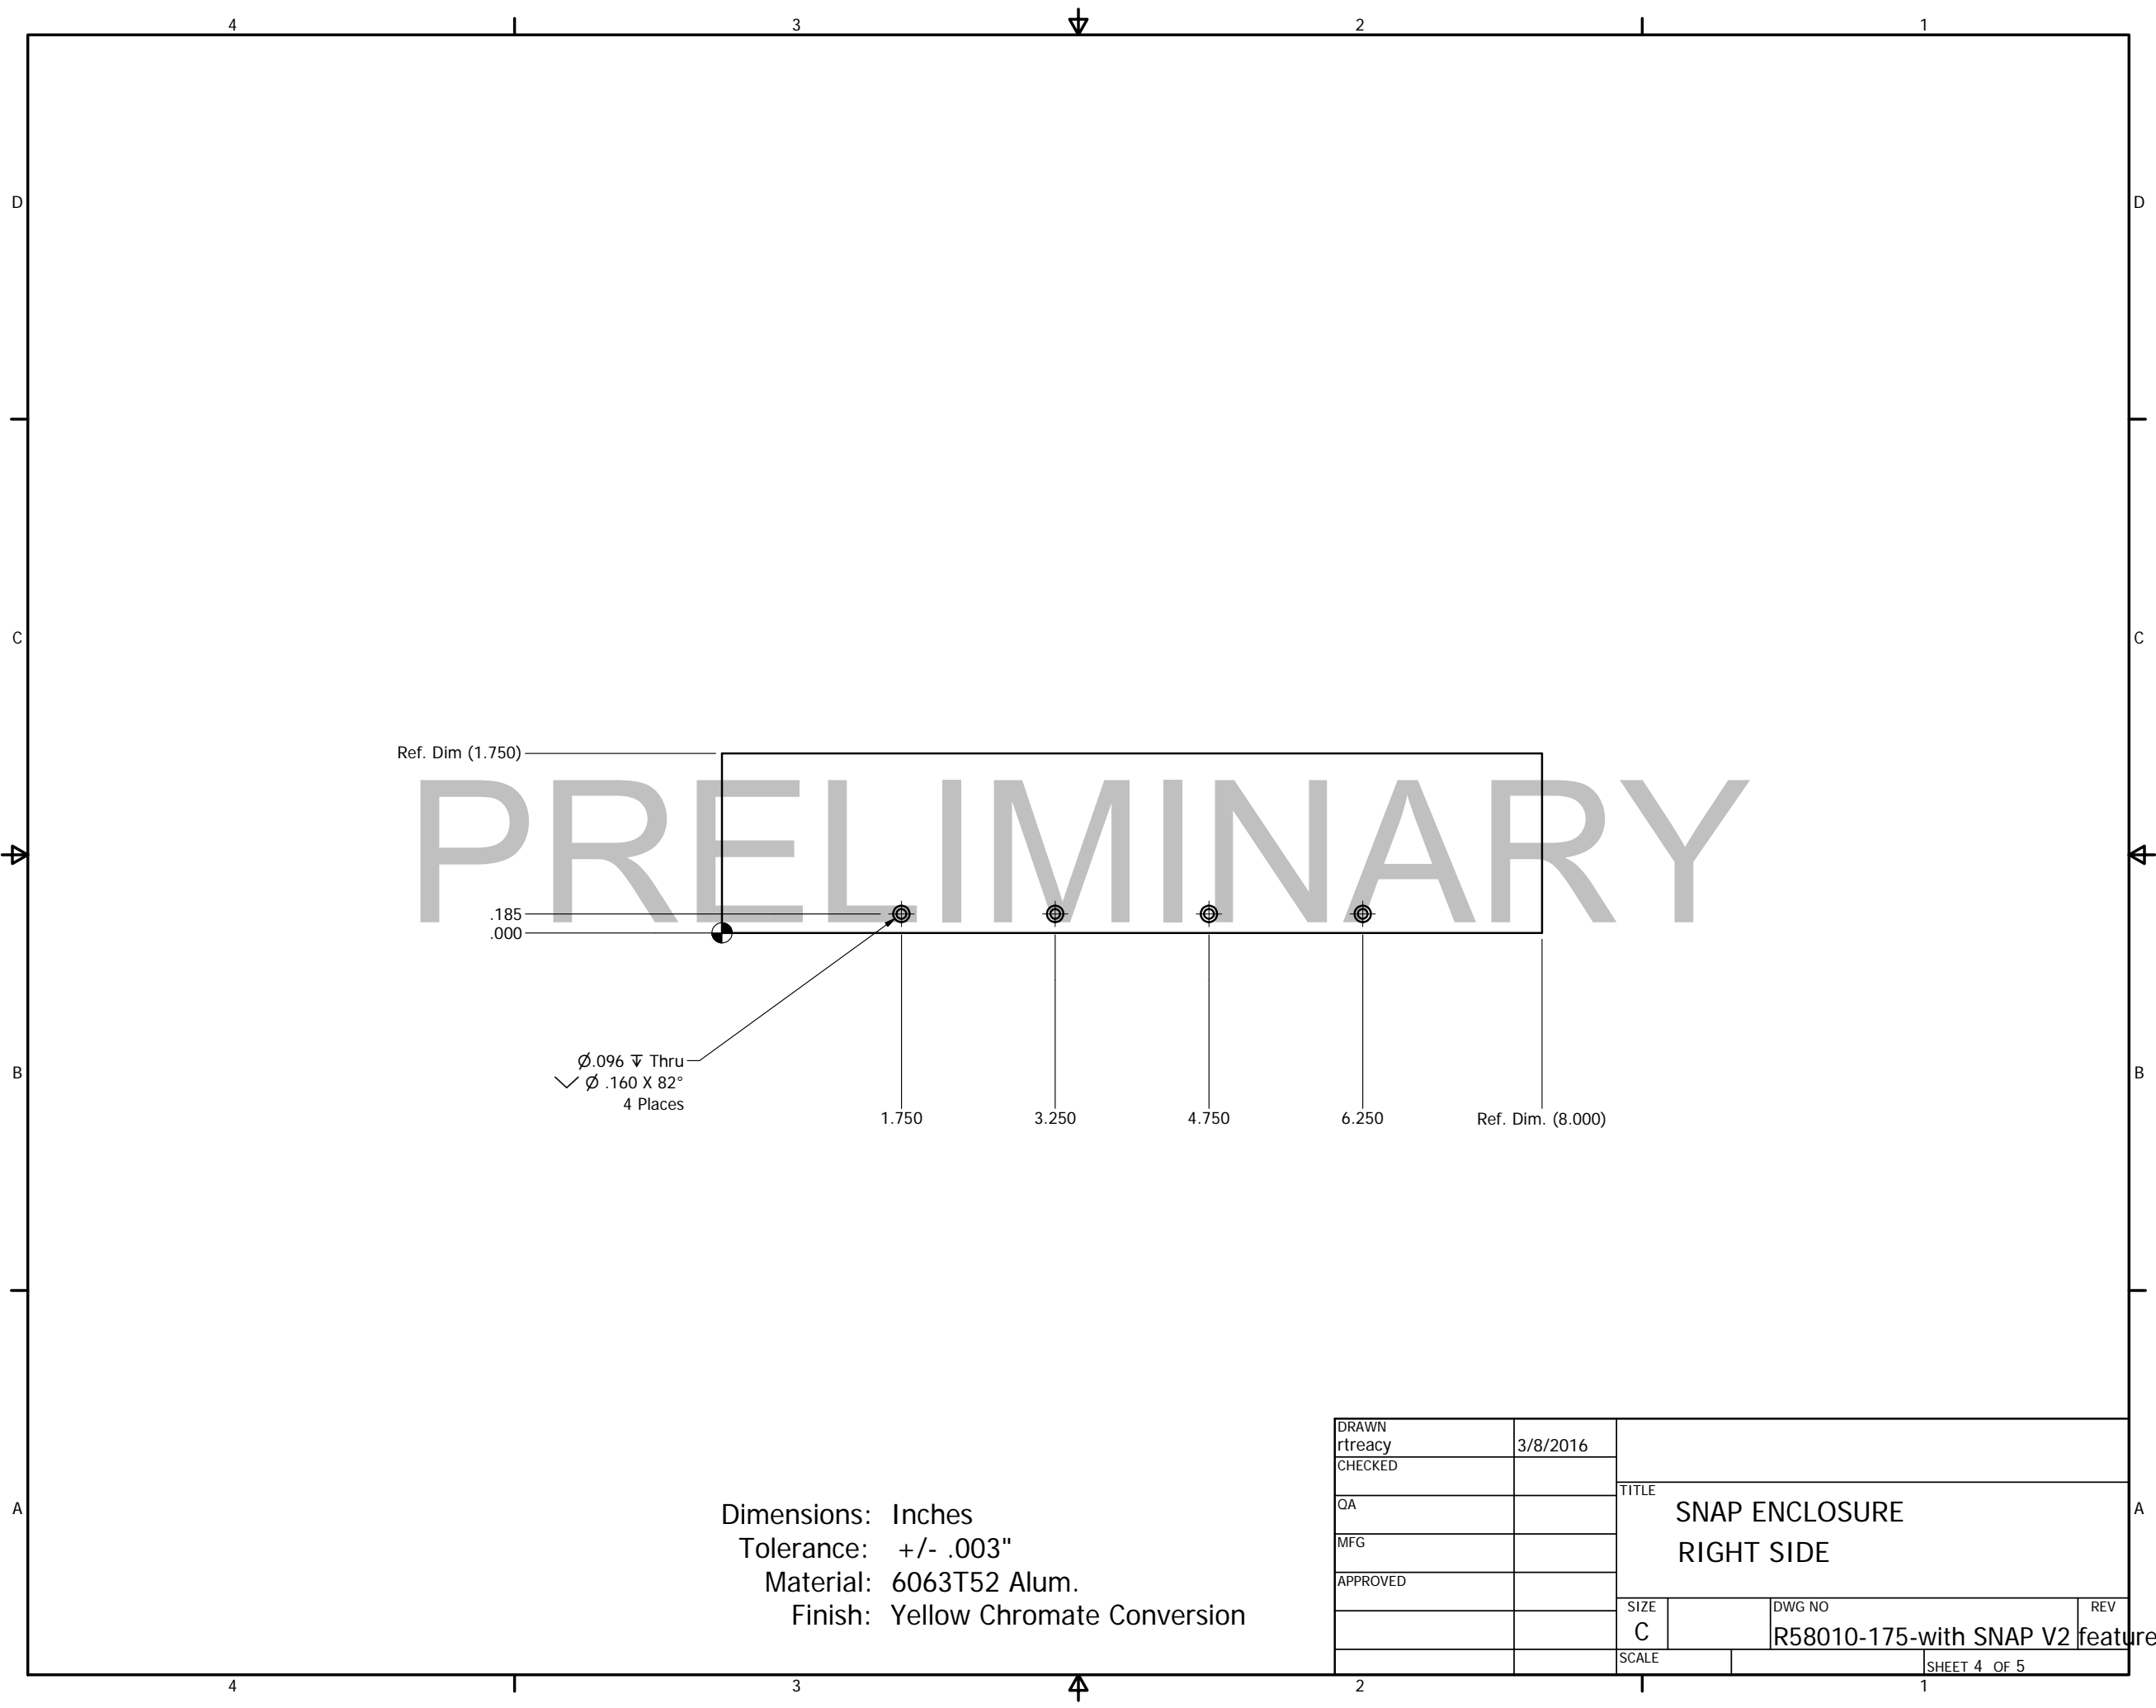 4 3 2 1
D D
C C
Ref. Dim (1.750)
PRELIMINARY
.185
.000
Ø.096 ↧ Thru
⌵ Ø .160 X 82°
4 Places
1.750 3.250 4.750 6.250 Ref. Dim. (8.000)
B B
A A
Dimensions: Inches
Tolerance: +/- .003"
Material: 6063T52 Alum.
Finish: Yellow Chromate Conversion
DRAWN
rtreacy 3/8/2016
CHECKED
QA
MFG
APPROVED
TITLE
SNAP ENCLOSURE
RIGHT SIDE
SIZE
C
DWG NO
R58010-175-with SNAP V2 feature
REV
SCALE
SHEET 4 OF 5
4 3 2 1